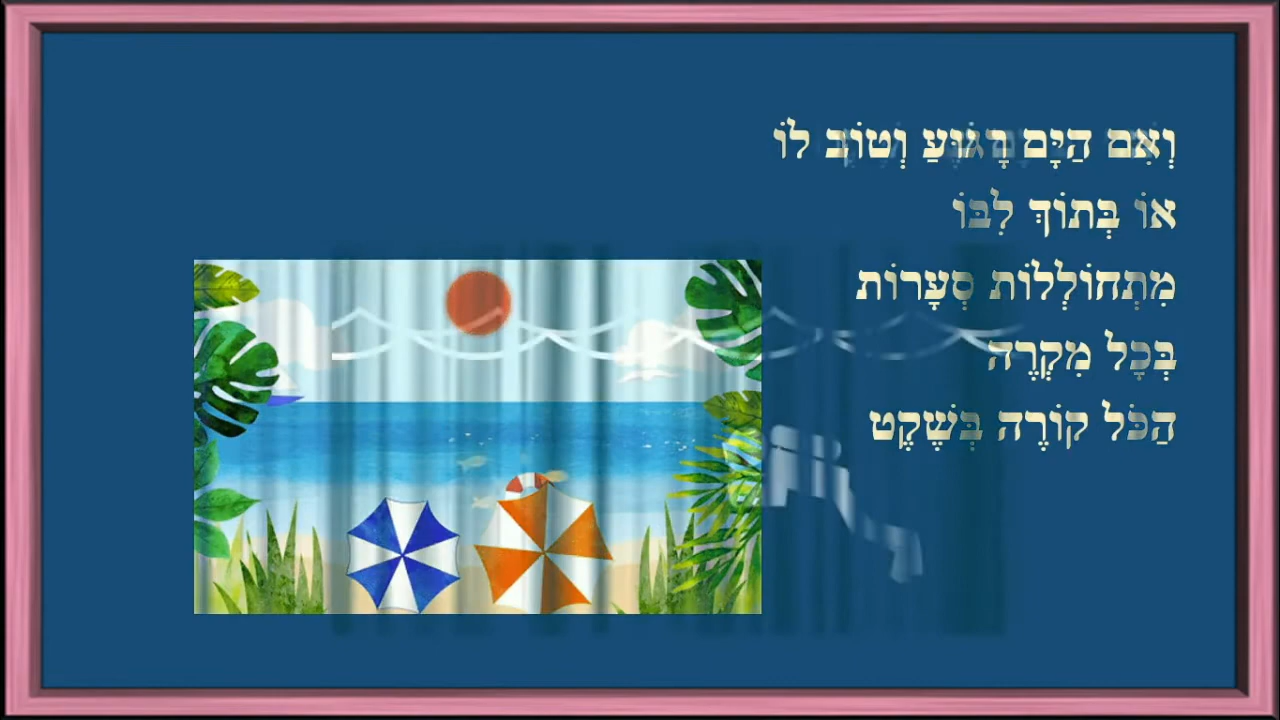 וְאִם הַיָּם רָגוּעַ וְטוֹב לוֹ
אוֹ בְּתוֹךְ לִבּוֹ
מִתְחוֹלְלוֹת סְעָרוֹת
בְּכָל מִקְרֶה
הַכֹּל קוֹרֶה בְּשֶׁקֶט